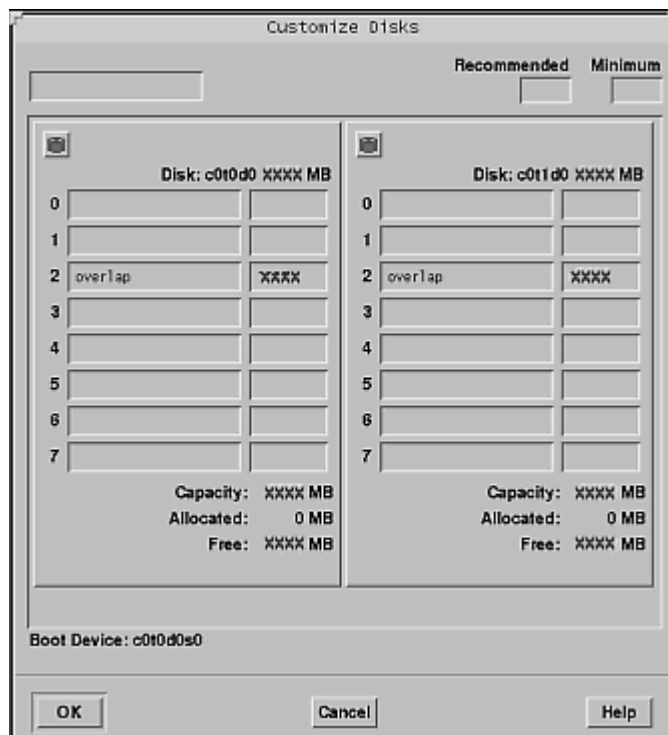 Customize Disks
Recommended Minimum
Disk: c0t0d0 XXXX MB
0
1
2 overlap XXXX
3
4
5
6
7
Capacity: XXXX MB
Allocated: 0 MB
Free: XXXX MB
Disk: c0t1d0 XXXX MB
0
1
2 overlap XXXX
3
4
5
6
7
Capacity: XXXX MB
Allocated: 0 MB
Free: XXXX MB
Boot Device: c0t0d0s0
OK Cancel Help